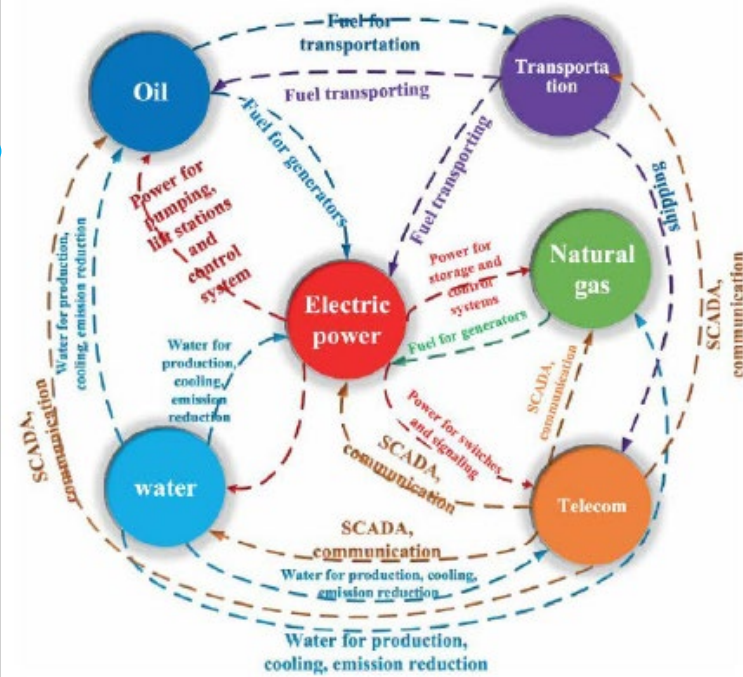 Fuel for
transportation
Oil
Transporta
tion
Fuel transporting
Fuel for generators
Fuel transporting
shipping
Power for
pumping,
lift stations
and
control
system
Power for
storage and
control
systems
Natural
gas
Electric
power
Fuel for generators
Water for production,
cooling, emission reduction
Water for
production,
cooling,
emission
reduction
SCADA,
communication
SCADA,
communication
Power for switches
and signaling
SCADA,
communication
SCADA,
communication
water
Telecom
SCADA,
communication
Water for production, cooling,
emission reduction
Water for production,
cooling, emission reduction